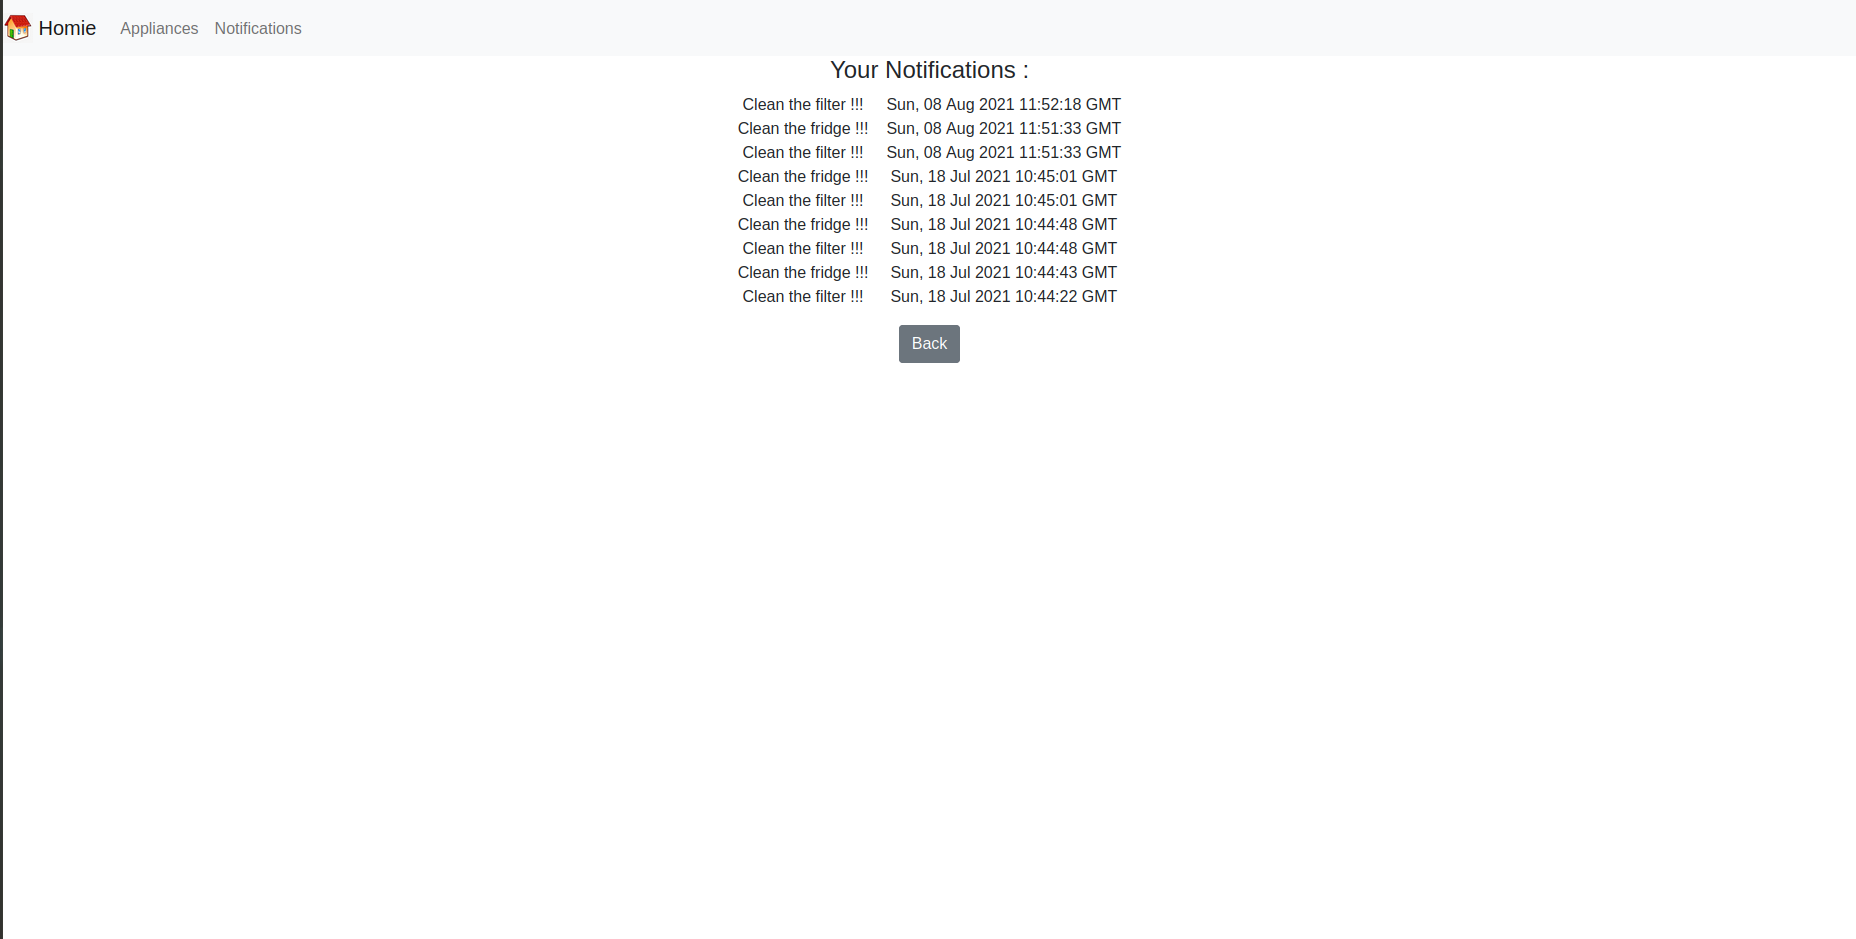 Homie Appliances Notifications
Your Notifications :
Clean the filter !!! Sun, 08 Aug 2021 11:52:18 GMT
Clean the fridge !!! Sun, 08 Aug 2021 11:51:33 GMT
Clean the filter !!! Sun, 08 Aug 2021 11:51:33 GMT
Clean the fridge !!! Sun, 18 Jul 2021 10:45:01 GMT
Clean the filter !!! Sun, 18 Jul 2021 10:45:01 GMT
Clean the fridge !!! Sun, 18 Jul 2021 10:44:48 GMT
Clean the filter !!! Sun, 18 Jul 2021 10:44:48 GMT
Clean the fridge !!! Sun, 18 Jul 2021 10:44:43 GMT
Clean the filter !!! Sun, 18 Jul 2021 10:44:22 GMT
Back